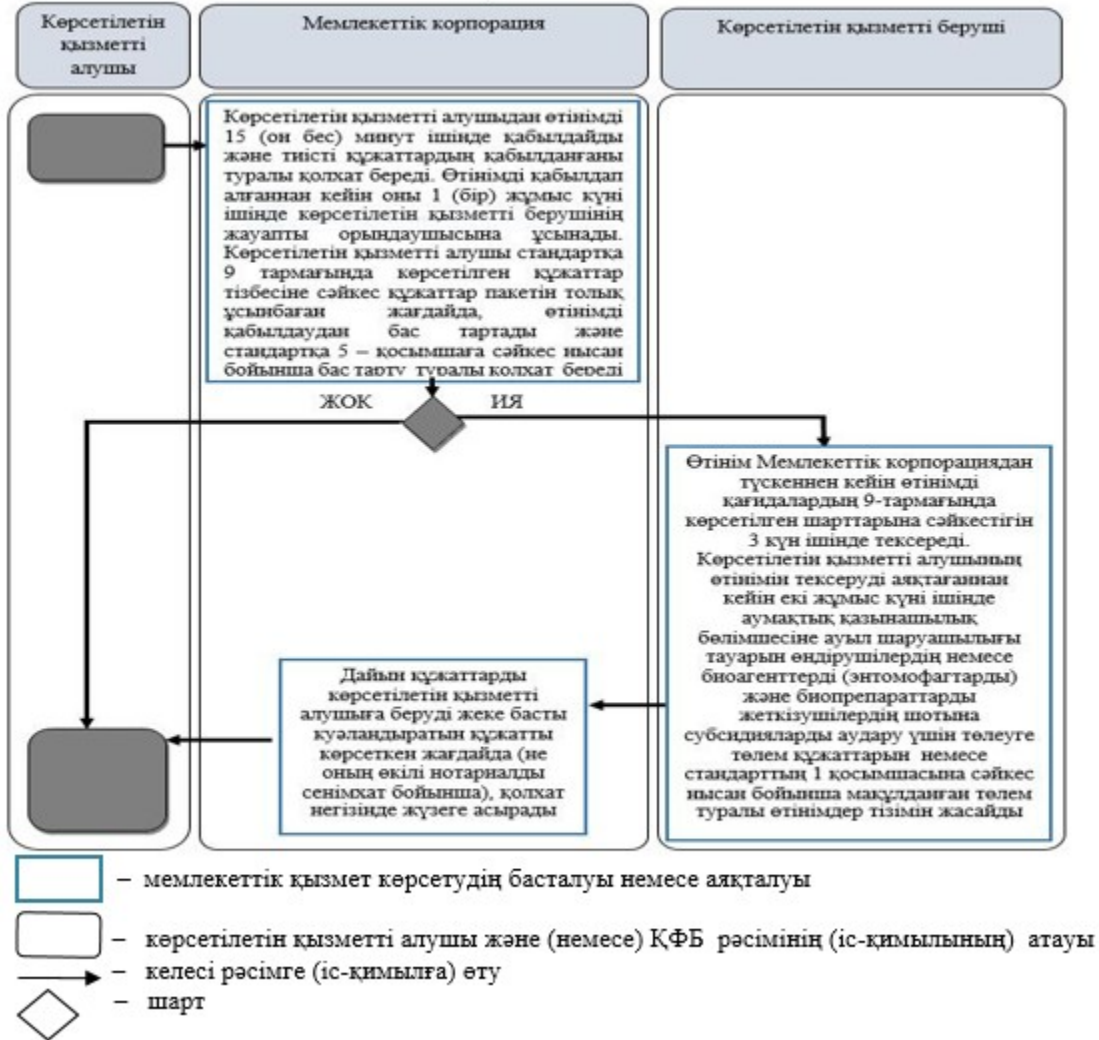 Көрсетілетін
қызметті
алушы
Мемлекеттік корпорация
Көрсетілетін қызметті беруші
Көрсетілетін қызметті алушыдан өтінімді
15 (он бес) минут ішінде қабылдайды
және тиісті құжаттардың қабылданғаны
туралы қолхат береді. Өтінімді қабылдап
алғаннан кейін оны 1 (бір) жұмыс күні
ішінде көрсетілетін қызметті берушінің
жауапты орындаушысына ұсынады.
Көрсетілетін қызметті алушы стандартқа
9 тармағында көрсетілген құжаттар
тізбесіне сәйкес құжаттар пакетін толық
ұсынбаған жағдайда, өтінімді
қабылдаудан бас тартады және
стандартқа 5 – қосымшаға сәйкес нысан
бойынша бас тарту туралы қолхат береді
ЖОК
ИЯ
Өтінім Мемлекеттік корпорациядан
түскеннен кейін өтінімді
қағидалардың 9-тармағында
көрсетілген шарттарына сәйкестігін
3 күн ішінде тексереді.
Көрсетілетін қызметті алушының
өтінімін тексеруді аяқтағаннан
кейін екі жұмыс күні ішінде
аумақтық қазынашылық
бөлімшесіне ауыл шаруашылығы
тауарын өндірушілердің немесе
биоагенттерді (энтомофагтарды)
және биопрепараттарды
жеткізушілердің шотына
субсидияларды аудару үшін төлеуге
төлем құжаттарын немесе
стандарттың 1 қосымшасына сәйкес
нысан бойынша мақұлданған төлем
туралы өтінімдер тізімін жасайды
Дайын құжаттарды
көрсетілетін қызметті
алушыға беруді жеке басты
куәландыратын құжатты
көрсеткен жағдайда (не
оның өкілі нотариалды
сенімхат бойынша), қолхат
негізінде жүзеге асырады
– мемлекеттік қызмет көрсетудің басталуы немесе аяқталуы
– көрсетілетін қызметті алушы және (немесе) ҚФБ рәсімінің (іс-қимылының) атауы
– келесі рәсімге (іс-қимылға) өту
– шарт